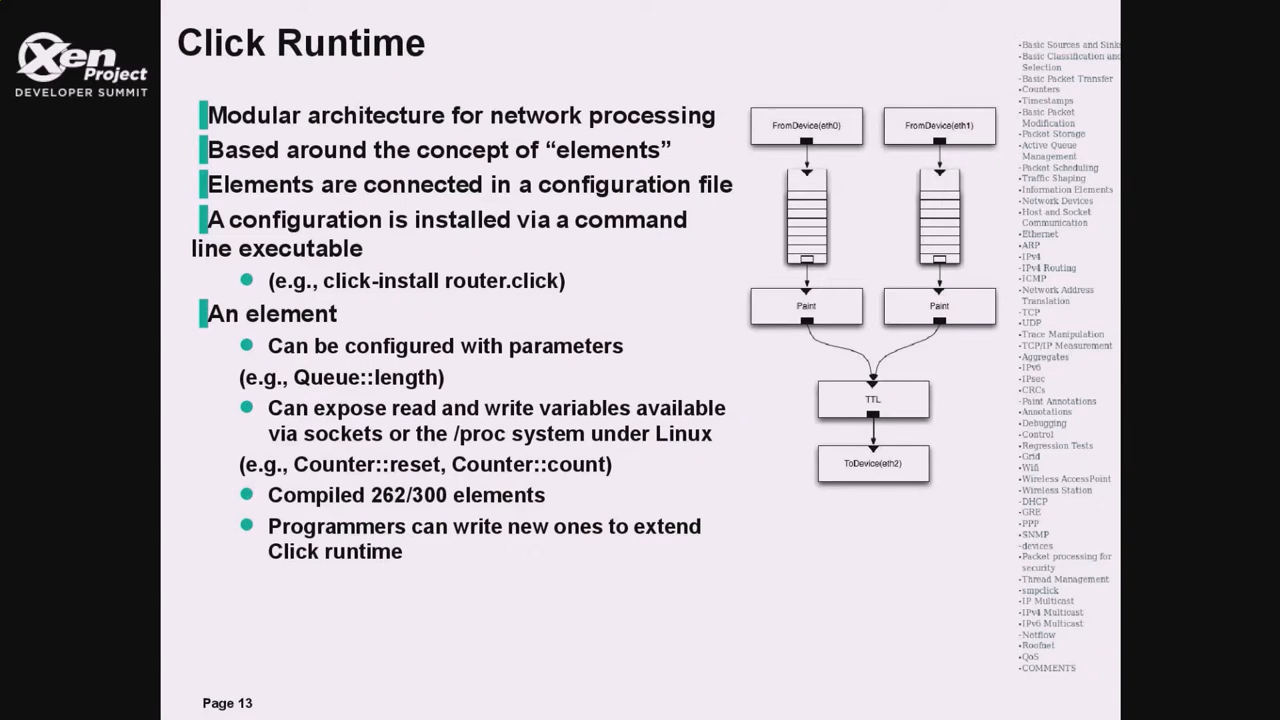 Xen
Project
DEVELOPER SUMMIT
Click Runtime
Modular architecture for network processing
Based around the concept of “elements”
Elements are connected in a configuration file
A configuration is installed via a command
line executable
(e.g., click-install router.click)
An element
Can be configured with parameters
(e.g., Queue::length)
Can expose read and write variables available
via sockets or the /proc system under Linux
(e.g., Counter::reset, Counter::count)
Compiled 262/300 elements
Programmers can write new ones to extend
Click runtime
FromDevice(eth0)
FromDevice(eth1)
Paint
Paint
TTL
ToDevice(eth2)
•Basic Sources and Sinks
•Basic Classification and
Selection
•Basic Packet Transfer
•Counters
•Timestamps
•Basic Packet
Modification
•Packet Storage
•Active Queue
Management
•Packet Scheduling
•Traffic Shaping
•Information Elements
•Network Devices
•Host and Socket
Communication
•Ethernet
•ARP
•IPv4
•IPv4 Routing
•ICMP
•Network Address
Translation
•TCP
•UDP
•Trace Manipulation
•TCP/IP Measurement
•Aggregates
•IPv6
•IPsec
•CRCs
•Paint Annotations
•Annotations
•Debugging
•Control
•Regression Tests
•Grid
•Wifi
•Wireless AccessPoint
•Wireless Station
•DHCP
•GRE
•PPP
•SNMP
•devices
•Packet processing for
security
•Thread Management
•smpclick
•IP Multicast
•IPv4 Multicast
•IPv6 Multicast
•Netflow
•Roofnet
•QoS
•COMMENTS
Page 13